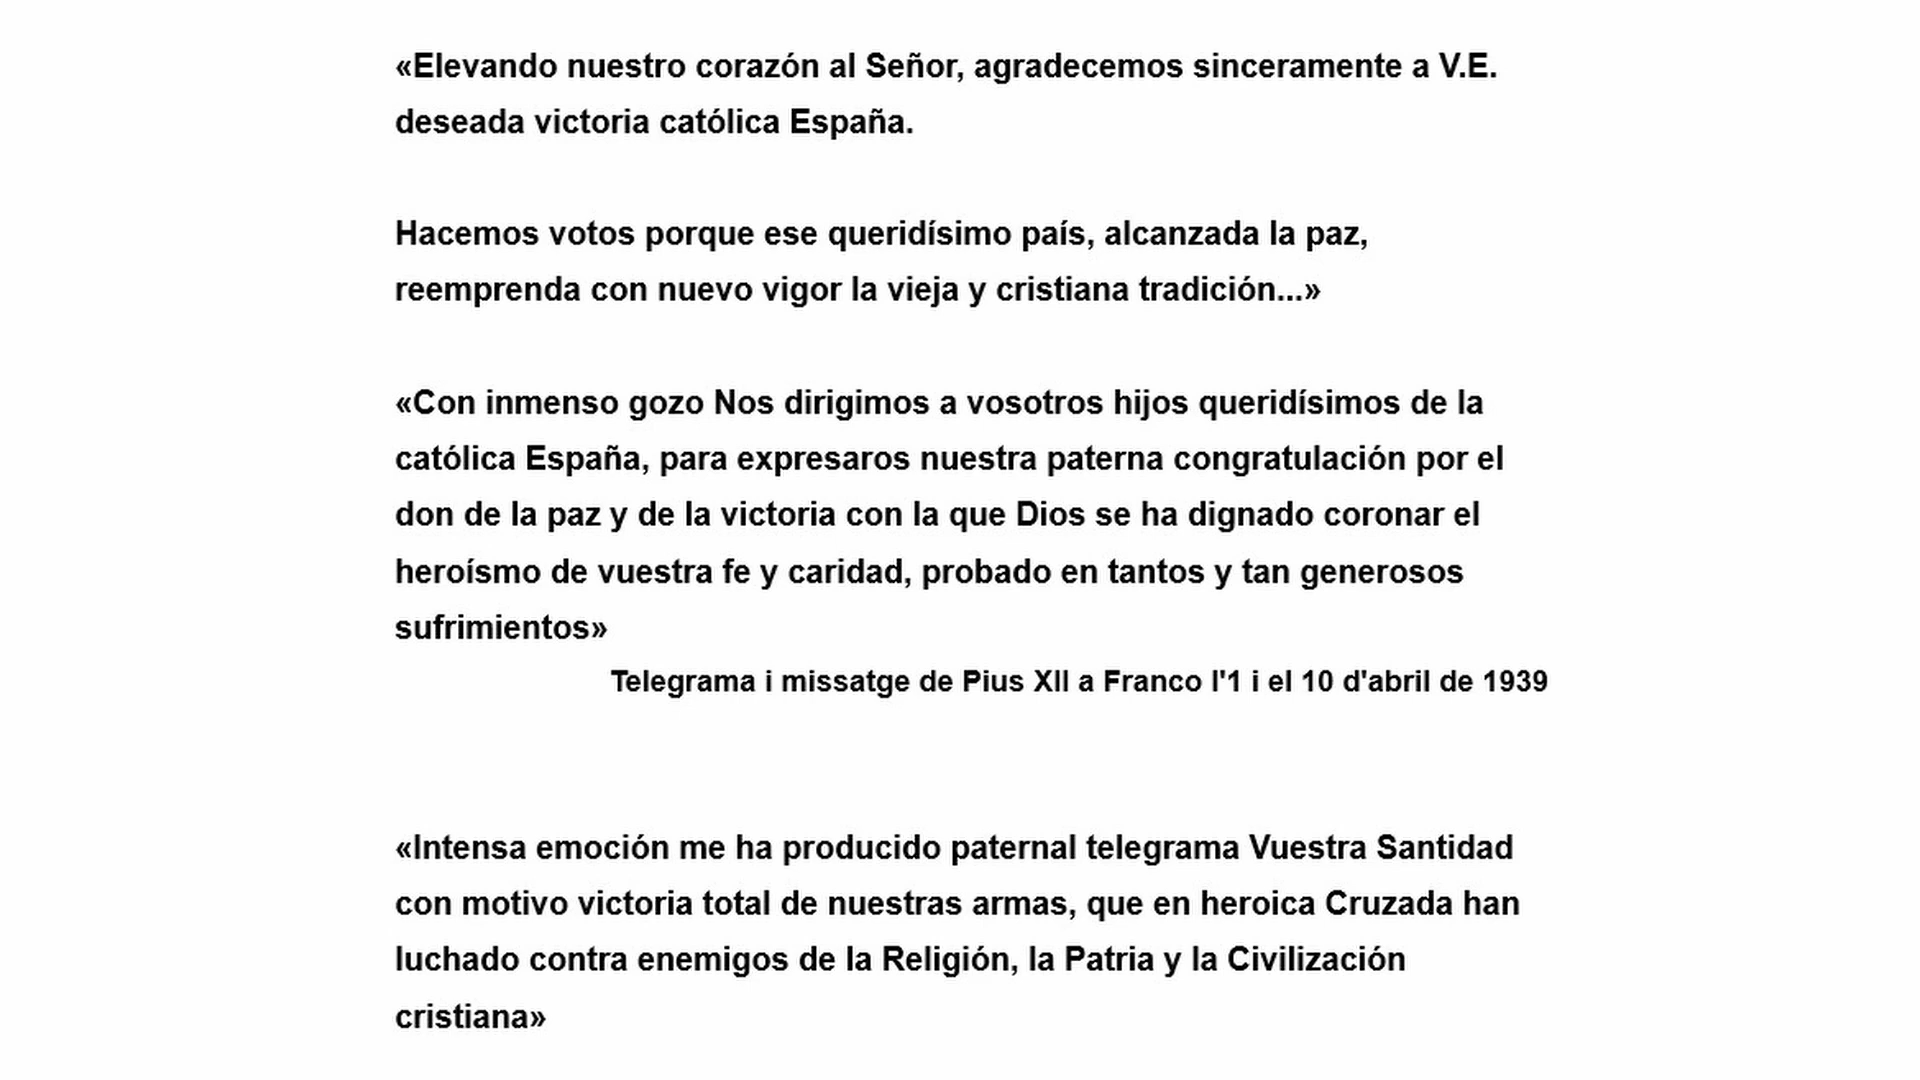 «Elevando nuestro corazón al Señor, agradecemos sinceramente a V.E.
deseada victoria católica España.
Hacemos votos porque ese queridísimo país, alcanzada la paz,
reemprenda con nuevo vigor la vieja y cristiana tradición...»
«Con inmenso gozo Nos dirigimos a vosotros hijos queridísimos de la
católica España, para expresaros nuestra paterna congratulación por el
don de la paz y de la victoria con la que Dios se ha dignado coronar el
heroísmo de vuestra fe y caridad, probado en tantos y tan generosos
sufrimientos»
Telegrama i missatge de Pius XII a Franco l'1 i el 10 d'abril de 1939
«Intensa emoción me ha producido paternal telegrama Vuestra Santidad
con motivo victoria total de nuestras armas, que en heroica Cruzada han
luchado contra enemigos de la Religión, la Patria y la Civilización
cristiana»